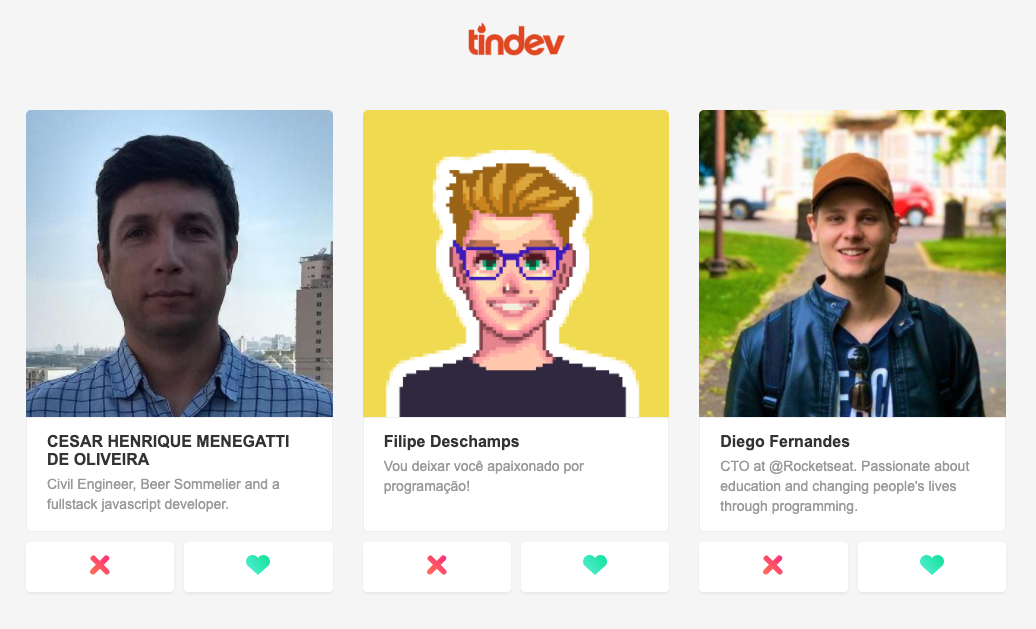 tindev
CESAR HENRIQUE MENEGATTI
DE OLIVEIRA
Civil Engineer, Beer Sommelier and a
fullstack javascript developer.
Filipe Deschamps
Vou deixar você apaixonado por
programação!
Diego Fernandes
CTO at @Rocketseat. Passionate about
education and changing people's lives
through programming.